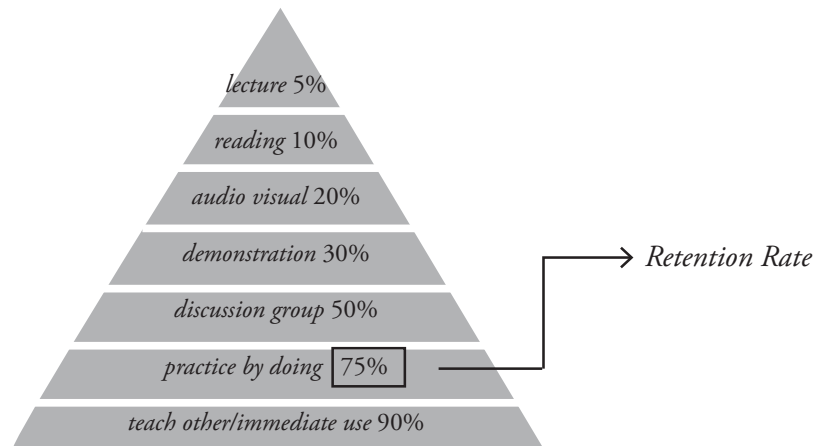 lecture 5%
reading 10%
audio visual 20%
demonstration 30%
Retention Rate
discussion group 50%
practice by doing 75%
teach other/immediate use 90%